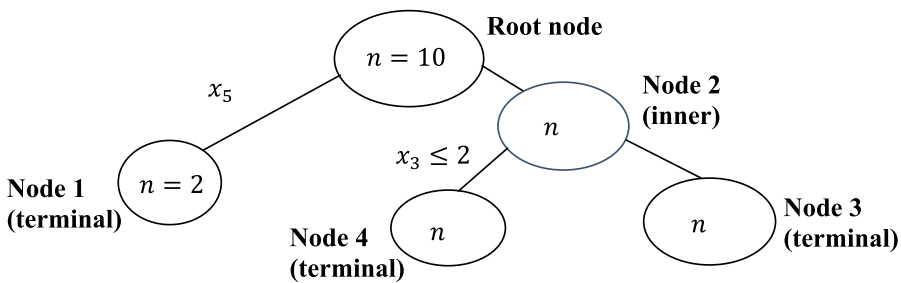 Root node
n = 10
x₅
Node 2
(inner)
n
x₃ ≤ 2
Node 1
(terminal)
n = 2
Node 4
(terminal)
n
n
Node 3
(terminal)